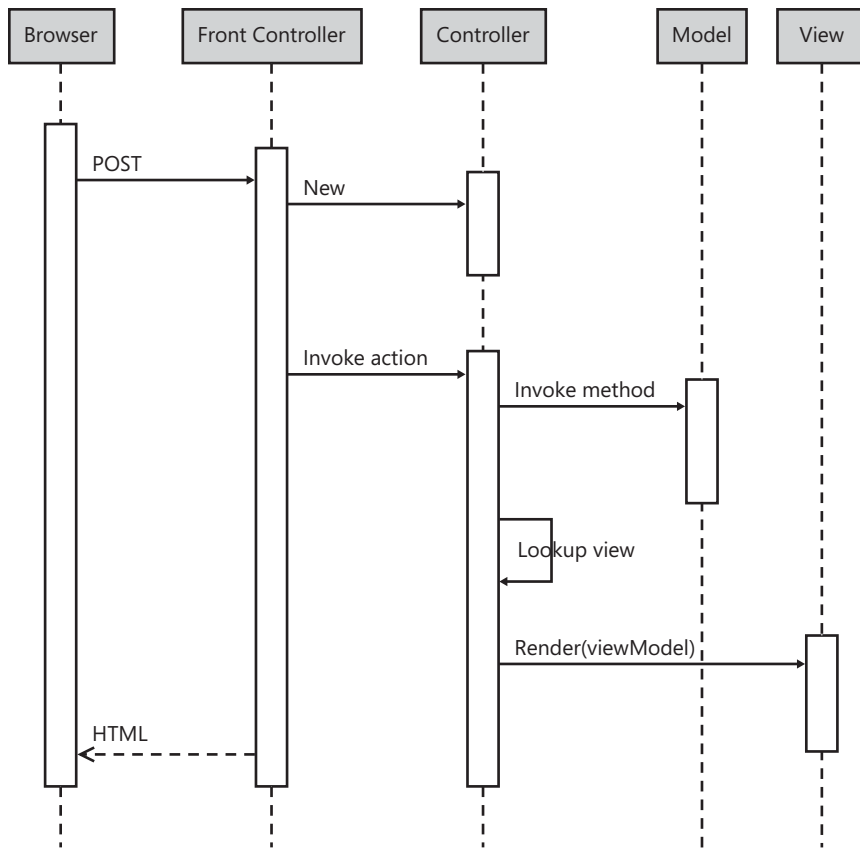 Browser
Front Controller
Controller
Model
View
POST
New
Invoke action
Invoke method
Lookup view
Render(viewModel)
HTML